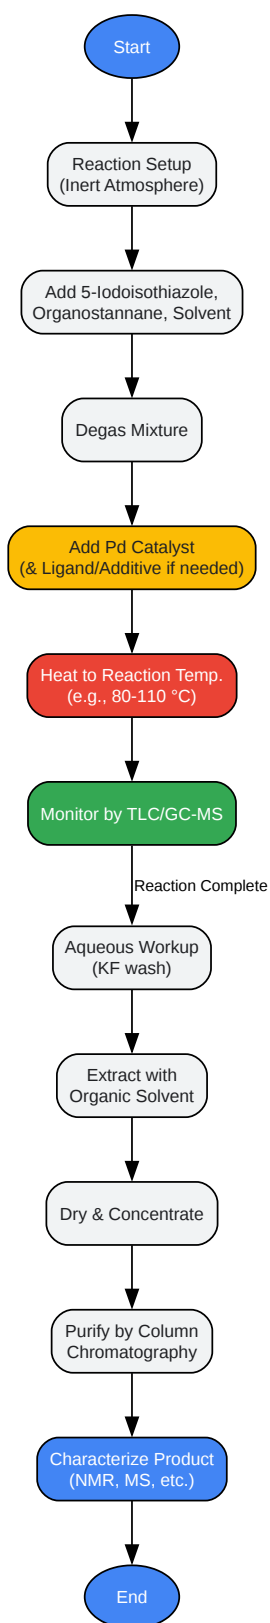 Start
Reaction Setup
(Inert Atmosphere)
Add 5-Iodoisothiazole,
Organostannane, Solvent
Degas Mixture
Add Pd Catalyst
(& Ligand/Additive if needed)
Heat to Reaction Temp.
(e.g., 80-110 °C)
Monitor by TLC/GC-MS
Reaction Complete
Aqueous Workup
(KF wash)
Extract with
Organic Solvent
Dry & Concentrate
Purify by Column
Chromatography
Characterize Product
(NMR, MS, etc.)
End